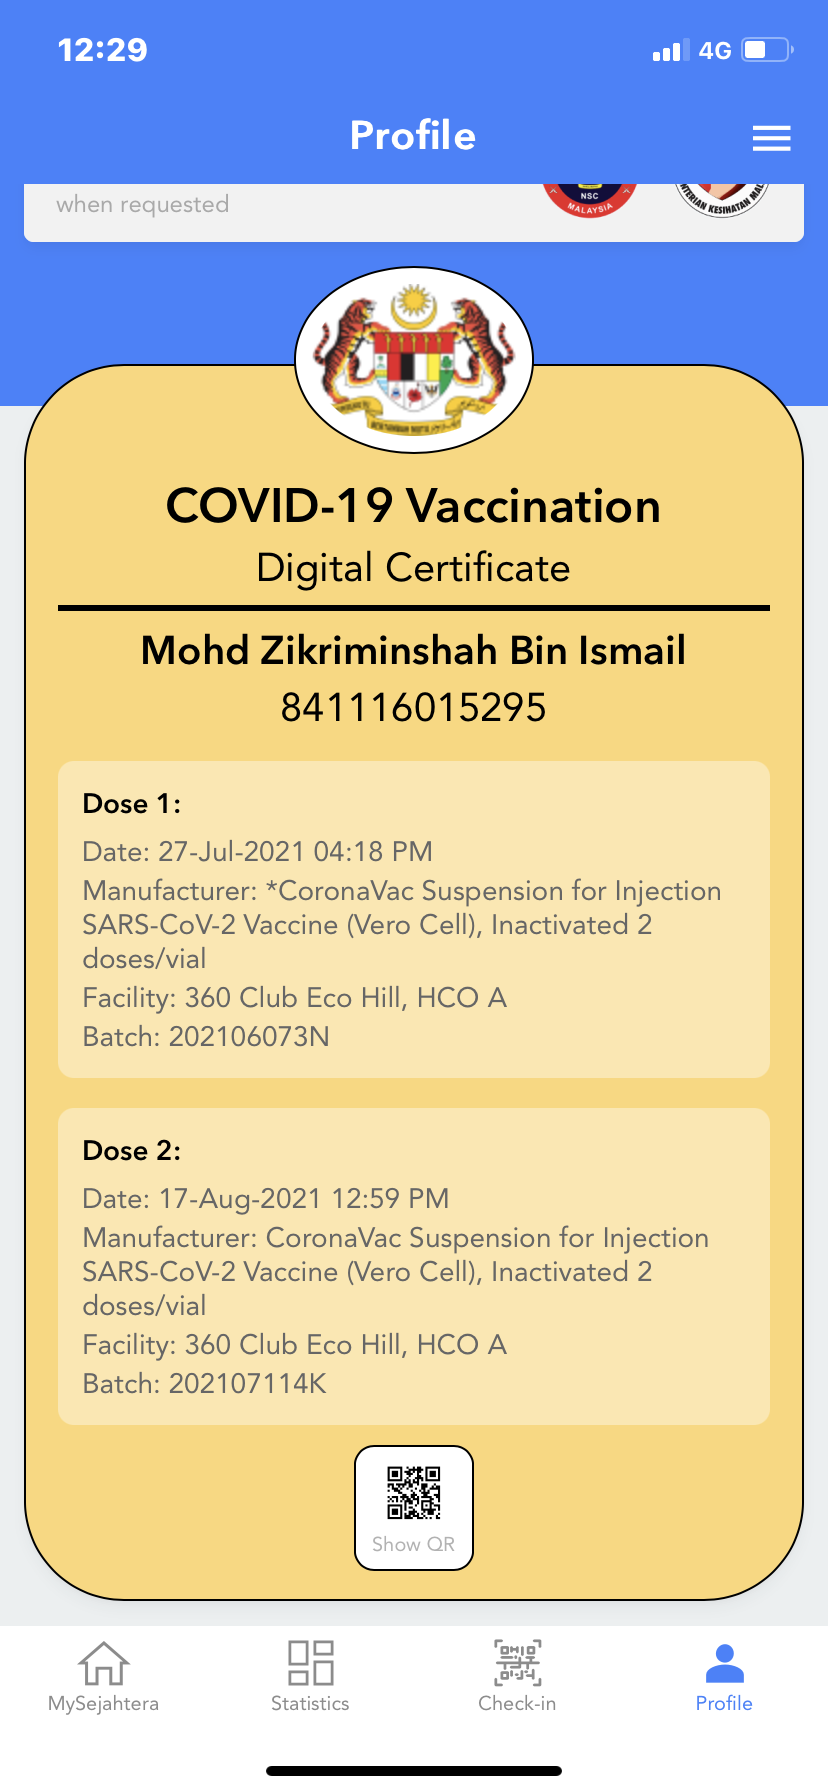 12:29
4G
Profile
when requested
NSC
MALAYSIA
KESIHATAN
COVID-19 Vaccination
Digital Certificate
Mohd Zikriminshah Bin Ismail
841116015295
Dose 1:
Date: 27-Jul-2021 04:18 PM
Manufacturer: *CoronaVac Suspension for Injection
SARS-CoV-2 Vaccine (Vero Cell), Inactivated 2
doses/vial
Facility: 360 Club Eco Hill, HCO A
Batch: 202106073N
Dose 2:
Date: 17-Aug-2021 12:59 PM
Manufacturer: CoronaVac Suspension for Injection
SARS-CoV-2 Vaccine (Vero Cell), Inactivated 2
doses/vial
Facility: 360 Club Eco Hill, HCO A
Batch: 202107114K
Show QR
MySejahtera
Statistics
Check-in
Profile